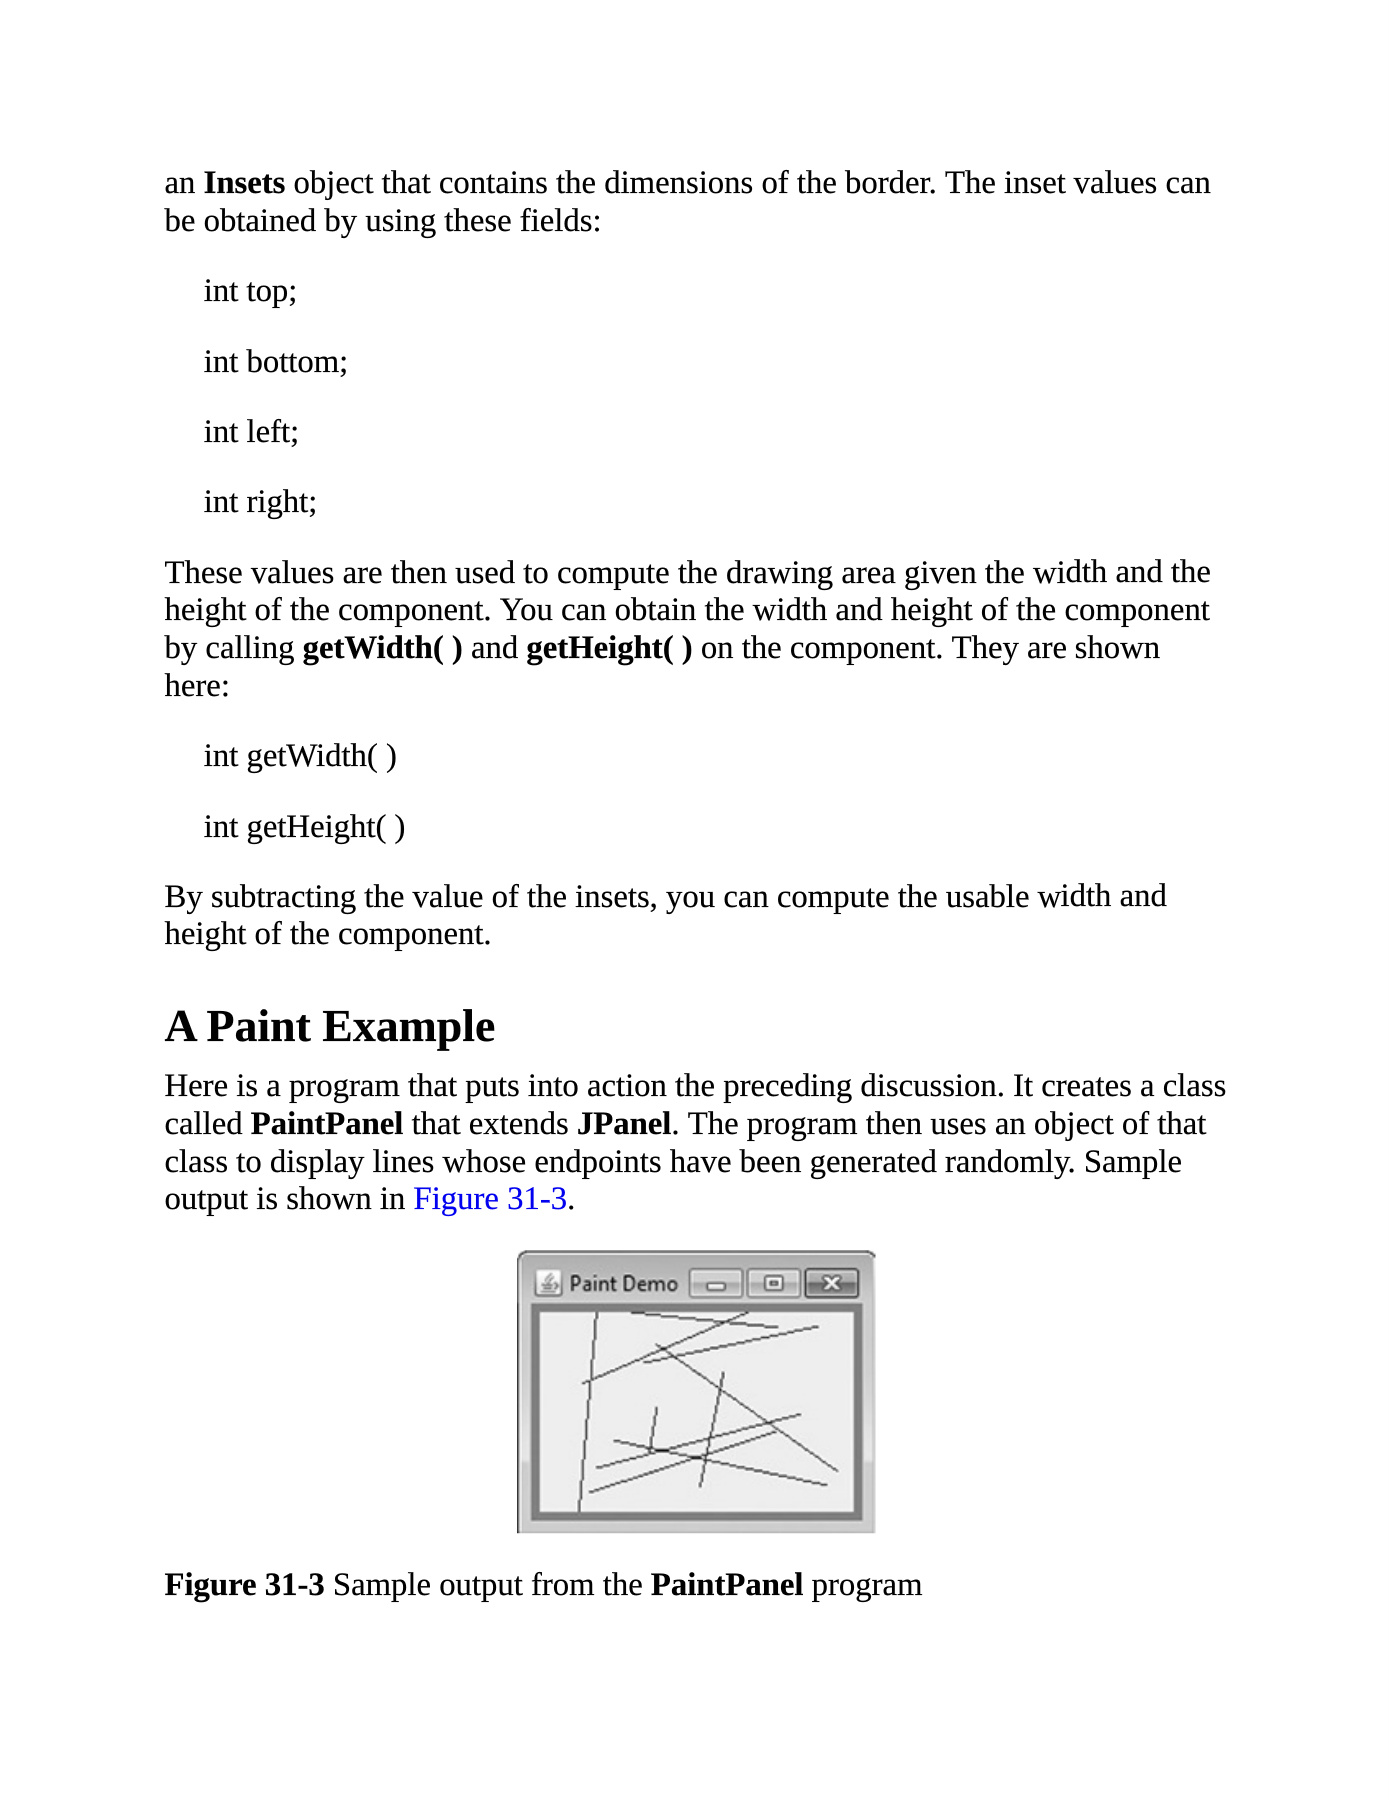 an Insets object that contains the dimensions of the border. The inset values can
be obtained by using these fields:
int top;
int bottom;
int left;
int right;
These values are then used to compute the drawing area given the width and the
height of the component. You can obtain the width and height of the component
by calling getWidth( ) and getHeight( ) on the component. They are shown
here:
int getWidth( )
int getHeight( )
By subtracting the value of the insets, you can compute the usable width and
height of the component.
A Paint Example
Here is a program that puts into action the preceding discussion. It creates a class
called PaintPanel that extends JPanel. The program then uses an object of that
class to display lines whose endpoints have been generated randomly. Sample
output is shown in Figure 31-3.
Paint Demo
Figure 31-3 Sample output from the PaintPanel program